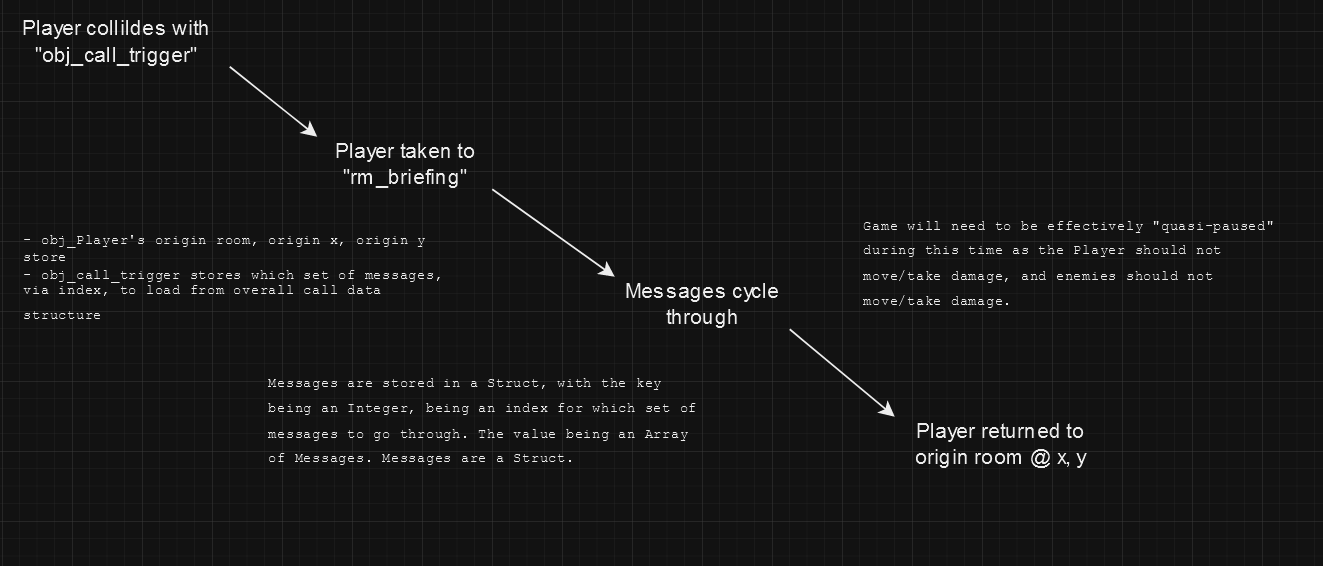 Player collildes with
"obj_call_trigger"
Player taken to
"rm_briefing"
- obj_Player's origin room, origin x, origin y
store
- obj_call_trigger stores which set of messages,
via index, to load from overall call data
structure
Game will need to be effectively "quasi-paused"
during this time as the Player should not
move/take damage, and enemies should not
move/take damage.
Messages cycle
through
Messages are stored in a Struct, with the key
being an Integer, being an index for which set of
messages to go through. The value being an Array
of Messages. Messages are a Struct.
Player returned to
origin room @ x, y